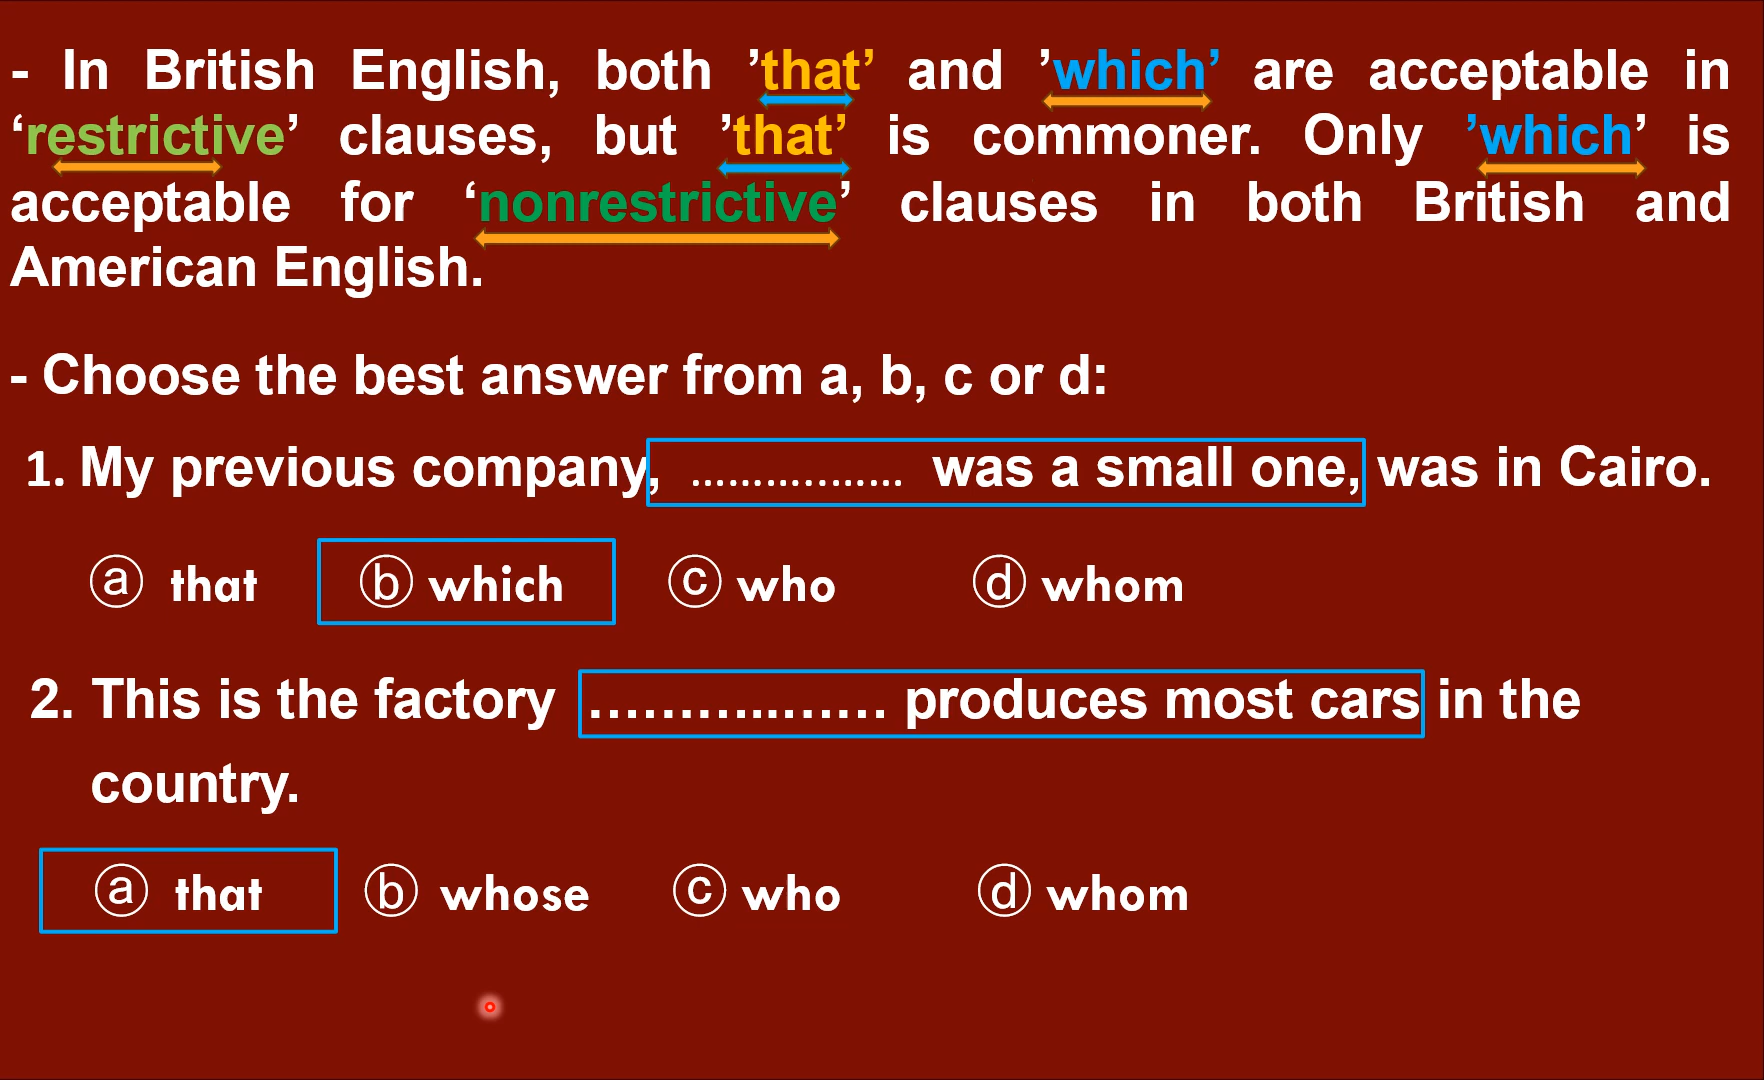 - In British English, both ’that’ and ’which’ are acceptable in
‘restrictive’ clauses, but ’that’ is commoner. Only ’which’ is
acceptable for ‘nonrestrictive’ clauses in both British and
American English.
- Choose the best answer from a, b, c or d:
1. My previous company, ................. was a small one, was in Cairo.
ⓐ that ⓑ which ⓒ who ⓓ whom
2. This is the factory ……………….. produces most cars in the
country.
ⓐ that ⓑ whose ⓒ who ⓓ whom